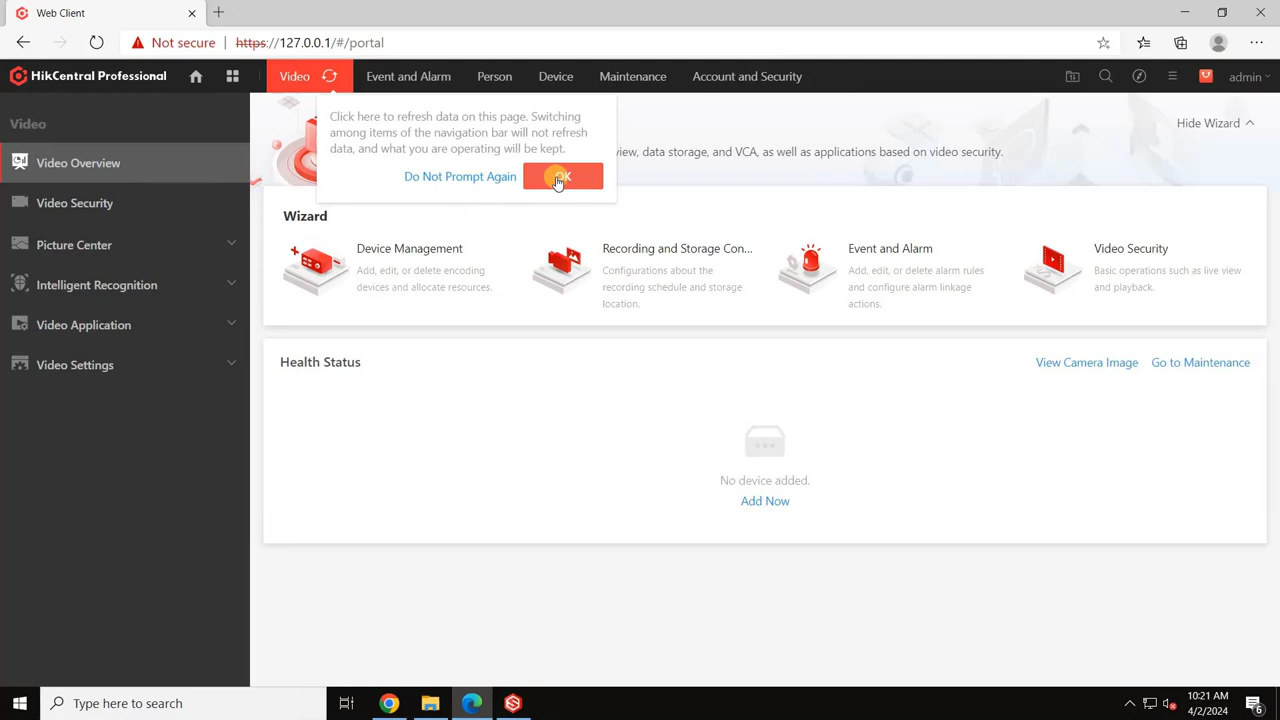 Web Client
Not secure https://127.0.0.1/#/portal
HikCentral Professional
Video
Event and Alarm
Person
Device
Maintenance
Account and Security
admin
Video
Video Overview
Video Security
Picture Center
Intelligent Recognition
Video Application
Video Settings
Click here to refresh data on this page. Switching
among items of the navigation bar will not refresh
data, and what you are operating will be kept.
Do Not Prompt Again
OK
Hide Wizard
view, data storage, and VCA, as well as applications based on video security.
Wizard
Device Management
Add, edit, or delete encoding
devices and allocate resources.
Recording and Storage Con...
Configurations about the
recording schedule and storage
location.
Event and Alarm
Add, edit, or delete alarm rules
and configure alarm linkage
actions.
Video Security
Basic operations such as live view
and playback.
Health Status
View Camera Image
Go to Maintenance
No device added.
Add Now
Type here to search
10:21 AM
4/2/2024
6